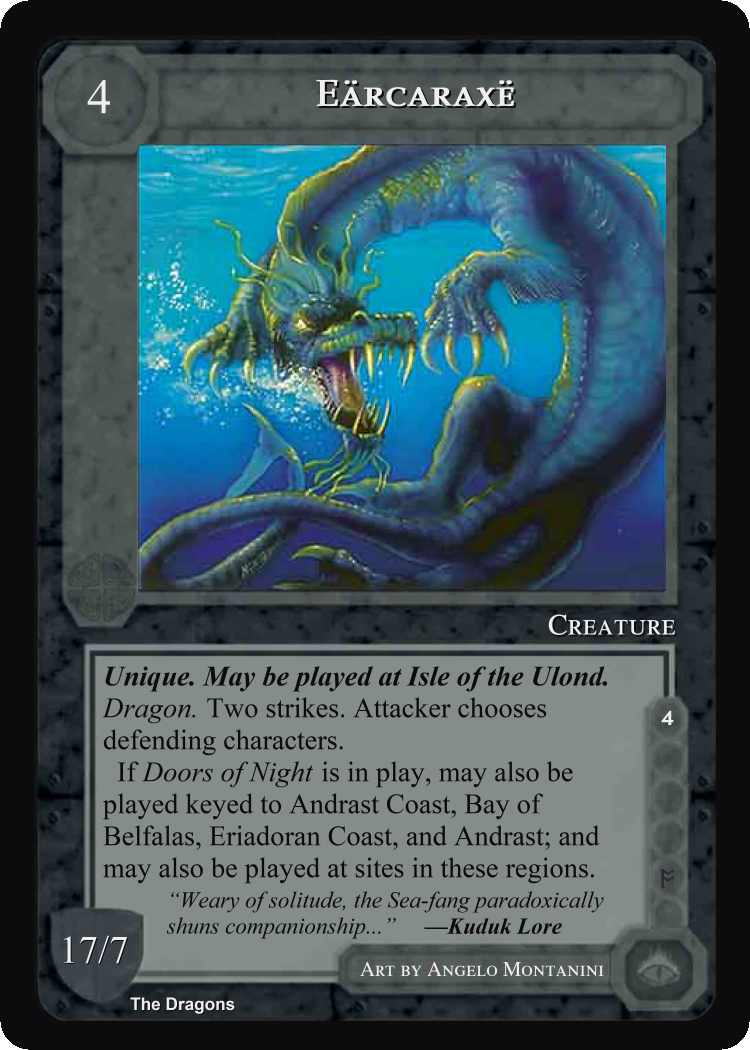 4
EÄRCARAXË
CREATURE
Unique. May be played at Isle of the Ulond.
Dragon. Two strikes. Attacker chooses
defending characters.
If Doors of Night is in play, may also be
played keyed to Andrast Coast, Bay of
Belfalas, Eriadoran Coast, and Andrast; and
may also be played at sites in these regions.
4
“Weary of solitude, the Sea-fang paradoxically
shuns companionship...” —Kuduk Lore
17/7
ART BY ANGELO MONTANINI
The Dragons